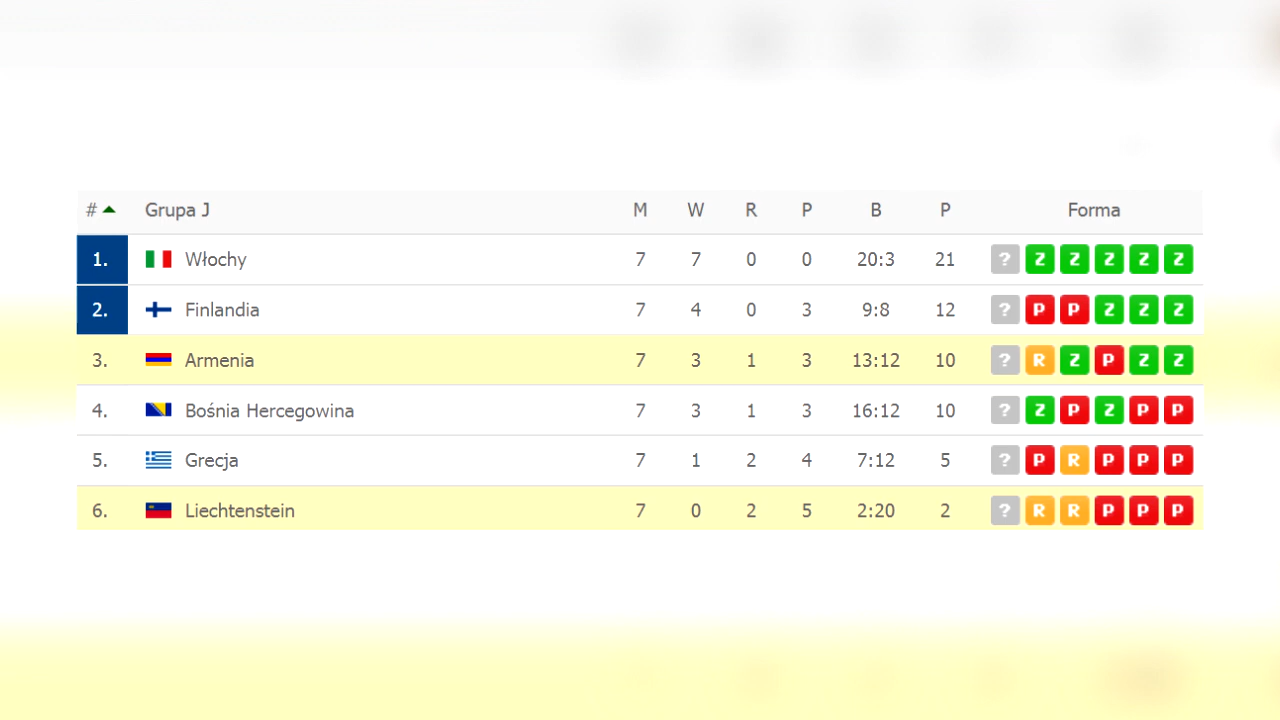 # Grupa J M W R P B P Forma
1. Włochy 7 7 0 0 20:3 21 ? Z Z Z Z Z
2. Finlandia 7 4 0 3 9:8 12 ? P P Z Z Z
3. Armenia 7 3 1 3 13:12 10 ? R Z P Z Z
4. Bośnia Hercegowina 7 3 1 3 16:12 10 ? Z P Z P P
5. Grecja 7 1 2 4 7:12 5 ? P R P P P
6. Liechtenstein 7 0 2 5 2:20 2 ? R R P P P